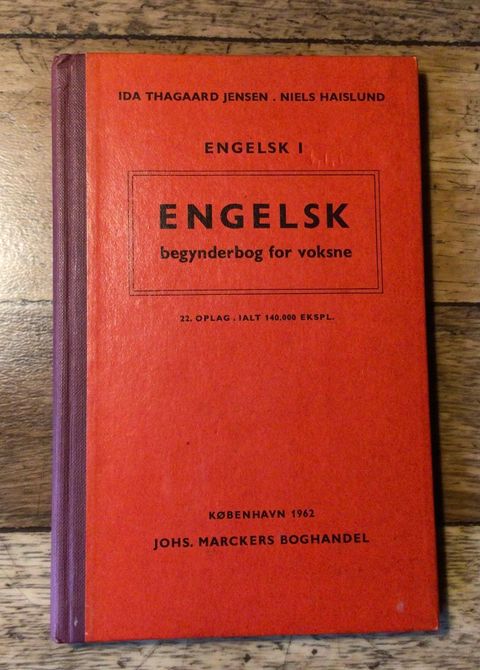 IDA THAGAARD JENSEN . NIELS HAISLUND
ENGELSK I
ENGELSK
begynderbog for voksne
22. OPLAG . IALT 140.000 EKSPL.
KØBENHAVN 1962
JOHS. MARCKERS BOGHANDEL